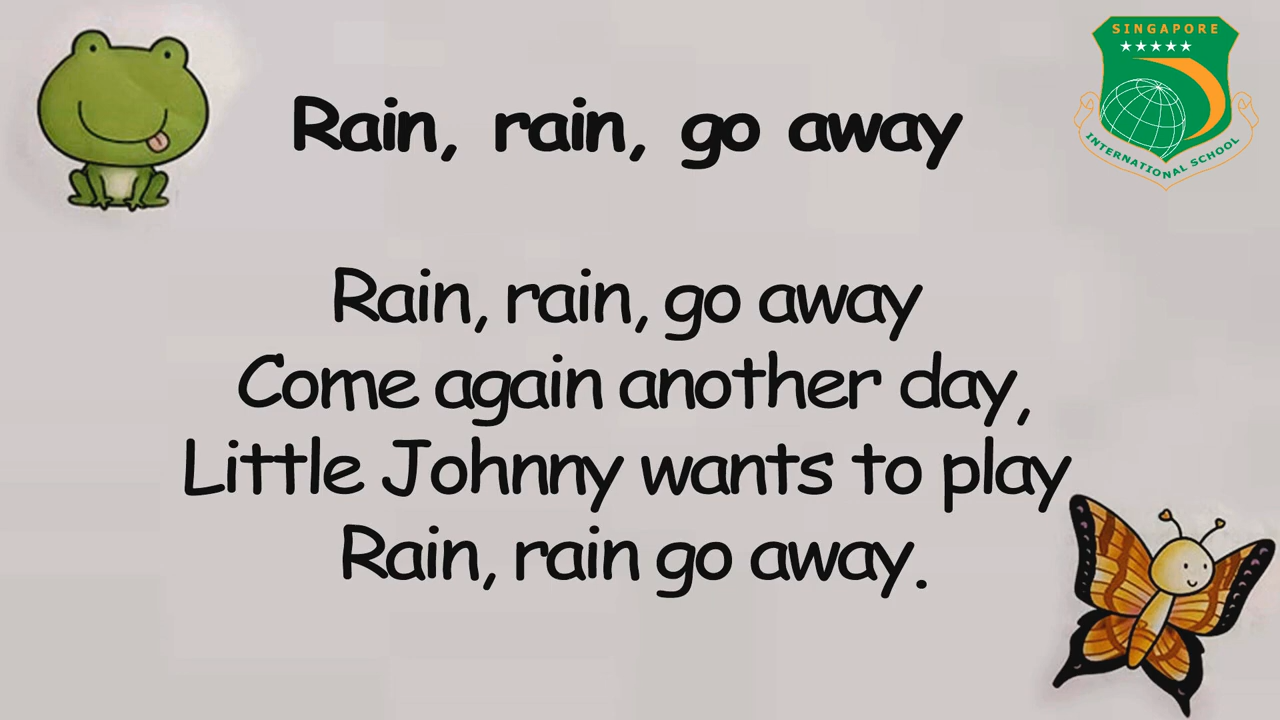 SINGAPORE
INTERNATIONAL SCHOOL
Rain, rain, go away
Rain, rain, go away
Come again another day,
Little Johnny wants to play
Rain, rain go away.